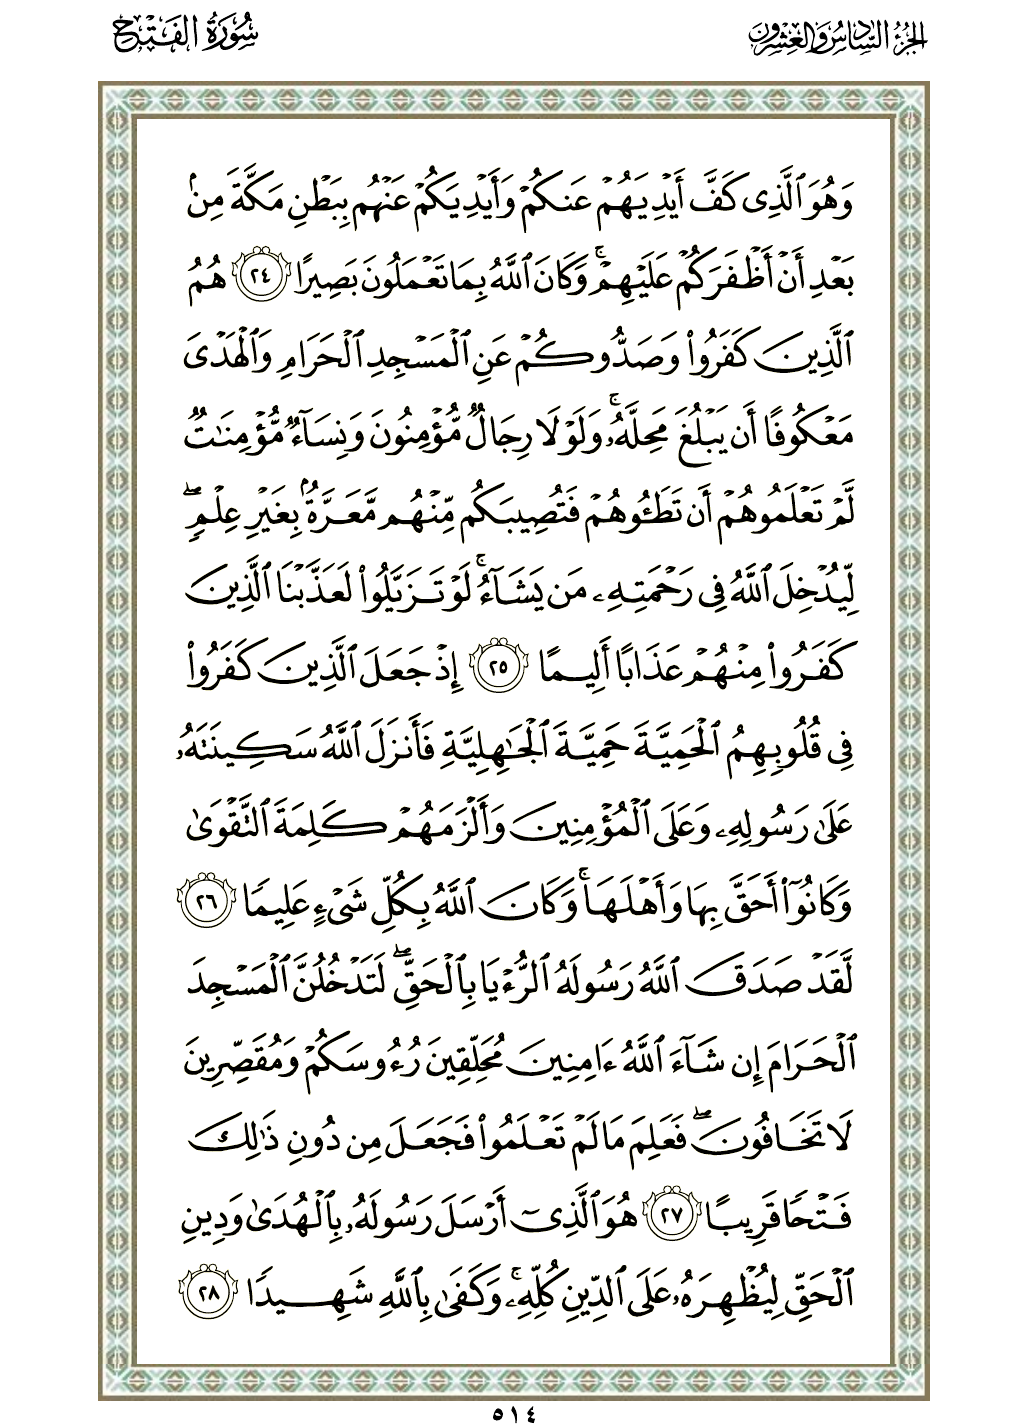 الجزء السادس والعشرون
سورة الفتح
وَهُوَ ٱلَّذِى كَفَّ أَيْدِيَهُمْ عَنكُمْ وَأَيْدِيَكُمْ عَنْهُم بِبَطْنِ مَكَّةَ مِنۢ
بَعْدِ أَنْ أَظْفَرَكُمْ عَلَيْهِمْ ۚ وَكَانَ ٱللَّهُ بِمَا تَعْمَلُونَ بَصِيرًا ٢٤ هُمُ
ٱلَّذِينَ كَفَرُوا۟ وَصَدُّوكُمْ عَنِ ٱلْمَسْجِدِ ٱلْحَرَامِ وَٱلْهَدْىَ
مَعْكُوفًا أَن يَبْلُغَ مَحِلَّهُۥ ۚ وَلَوْلَا رِجَالٌ مُّؤْمِنُونَ وَنِسَآءٌ مُّؤْمِنَـٰتٌ
لَّمْ تَعْلَمُوهُمْ أَن تَطَـُٔوهُمْ فَتُصِيبَكُم مِّنْهُم مَّعَرَّةٌۢ بِغَيْرِ عِلْمٍ ۖ
لِّيُدْخِلَ ٱللَّهُ فِى رَحْمَتِهِۦ مَن يَشَآءُ ۚ لَوْ تَزَيَّلُوا۟ لَعَذَّبْنَا ٱلَّذِينَ
كَفَرُوا۟ مِنْهُمْ عَذَابًا أَلِيمًا ٢٥ إِذْ جَعَلَ ٱلَّذِينَ كَفَرُوا۟
فِى قُلُوبِهِمُ ٱلْحَمِيَّةَ حَمِيَّةَ ٱلْجَـٰهِلِيَّةِ فَأَنزَلَ ٱللَّهُ سَكِينَتَهُۥ
عَلَىٰ رَسُولِهِۦ وَعَلَى ٱلْمُؤْمِنِينَ وَأَلْزَمَهُمْ كَلِمَةَ ٱلتَّقْوَىٰ
وَكَانُوٓا۟ أَحَقَّ بِهَا وَأَهْلَهَا ۚ وَكَانَ ٱللَّهُ بِكُلِّ شَىْءٍ عَلِيمًا ٢٦
لَّقَدْ صَدَقَ ٱللَّهُ رَسُولَهُ ٱلرُّءْيَا بِٱلْحَقِّ ۖ لَتَدْخُلُنَّ ٱلْمَسْجِدَ
ٱلْحَرَامَ إِن شَآءَ ٱللَّهُ ءَامِنِينَ مُحَلِّقِينَ رُءُوسَكُمْ وَمُقَصِّرِينَ
لَا تَخَافُونَ ۖ فَعَلِمَ مَا لَمْ تَعْلَمُوا۟ فَجَعَلَ مِن دُونِ ذَٰلِكَ
فَتْحًا قَرِيبًا ٢٧ هُوَ ٱلَّذِىٓ أَرْسَلَ رَسُولَهُۥ بِٱلْهُدَىٰ وَدِينِ
ٱلْحَقِّ لِيُظْهِرَهُۥ عَلَى ٱلدِّينِ كُلِّهِۦ ۚ وَكَفَىٰ بِٱللَّهِ شَهِيدًا ٢٨
٥١٤